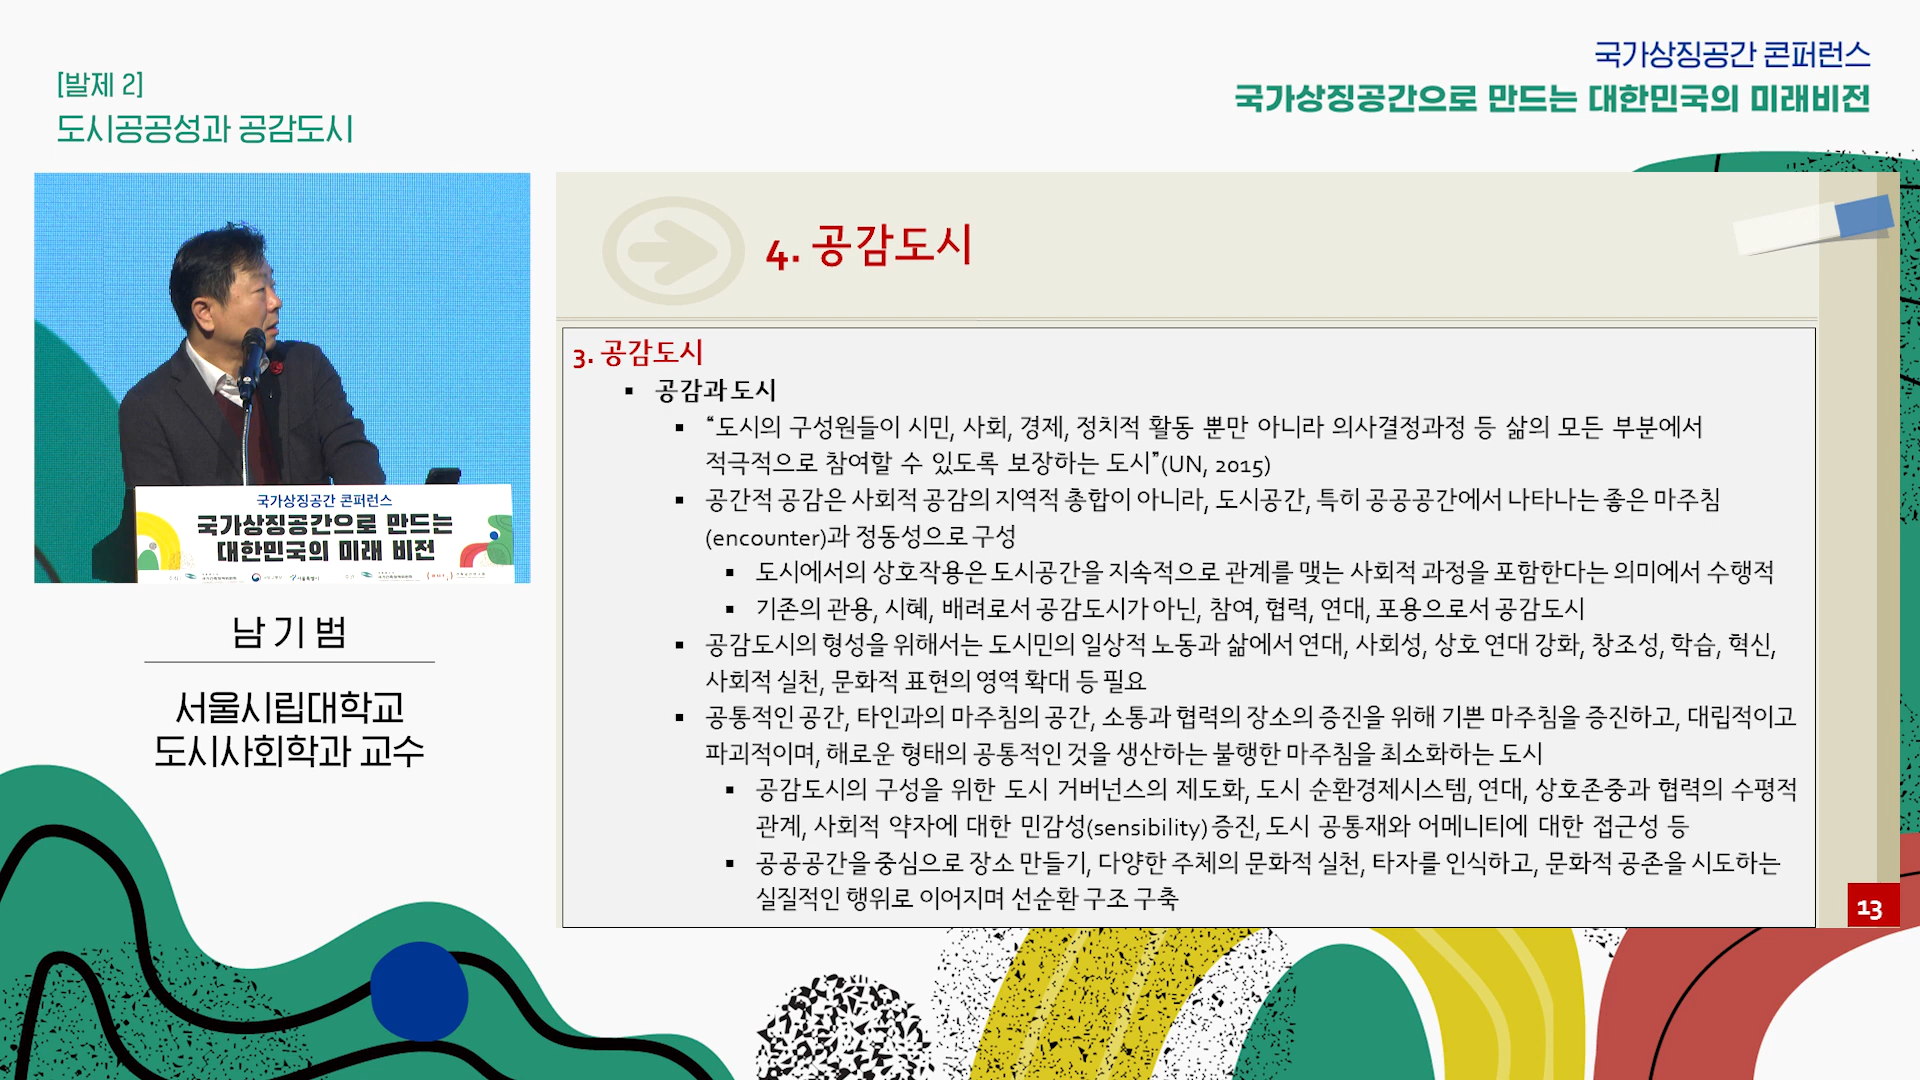 [발제 2]
도시공공성과 공감도시
국가상징공간 콘퍼런스
국가상징공간으로 만드는 대한민국의 미래비전
국가상징공간 콘퍼런스
국가상징공간으로 만드는
대한민국의 미래 비전
남기범
서울시립대학교
도시사회학과 교수
4. 공감도시
3. 공감도시
▪ 공감과 도시
▪ “도시의 구성원들이 시민, 사회, 경제, 정치적 활동 뿐만 아니라 의사결정과정 등 삶의 모든 부분에서
적극적으로 참여할 수 있도록 보장하는 도시”(UN, 2015)
▪ 공간적 공감은 사회적 공감의 지역적 총합이 아니라, 도시공간, 특히 공공공간에서 나타나는 좋은 마주침
(encounter)과 정동성으로 구성
▪ 도시에서의 상호작용은 도시공간을 지속적으로 관계를 맺는 사회적 과정을 포함한다는 의미에서 수행적
▪ 기존의 관용, 시혜, 배려로서 공감도시가 아닌, 참여, 협력, 연대, 포용으로서 공감도시
▪ 공감도시의 형성을 위해서는 도시민의 일상적 노동과 삶에서 연대, 사회성, 상호 연대 강화, 창조성, 학습, 혁신,
사회적 실천, 문화적 표현의 영역 확대 등 필요
▪ 공통적인 공간, 타인과의 마주침의 공간, 소통과 협력의 장소의 증진을 위해 기쁜 마주침을 증진하고, 대립적이고
파괴적이며, 해로운 형태의 공통적인 것을 생산하는 불행한 마주침을 최소화하는 도시
▪ 공감도시의 구성을 위한 도시 거버넌스의 제도화, 도시 순환경제시스템, 연대, 상호존중과 협력의 수평적
관계, 사회적 약자에 대한 민감성(sensibility) 증진, 도시 공통재와 어메니티에 대한 접근성 등
▪ 공공공간을 중심으로 장소 만들기, 다양한 주체의 문화적 실천, 타자를 인식하고, 문화적 공존을 시도하는
실질적인 행위로 이어지며 선순환 구조 구축
13